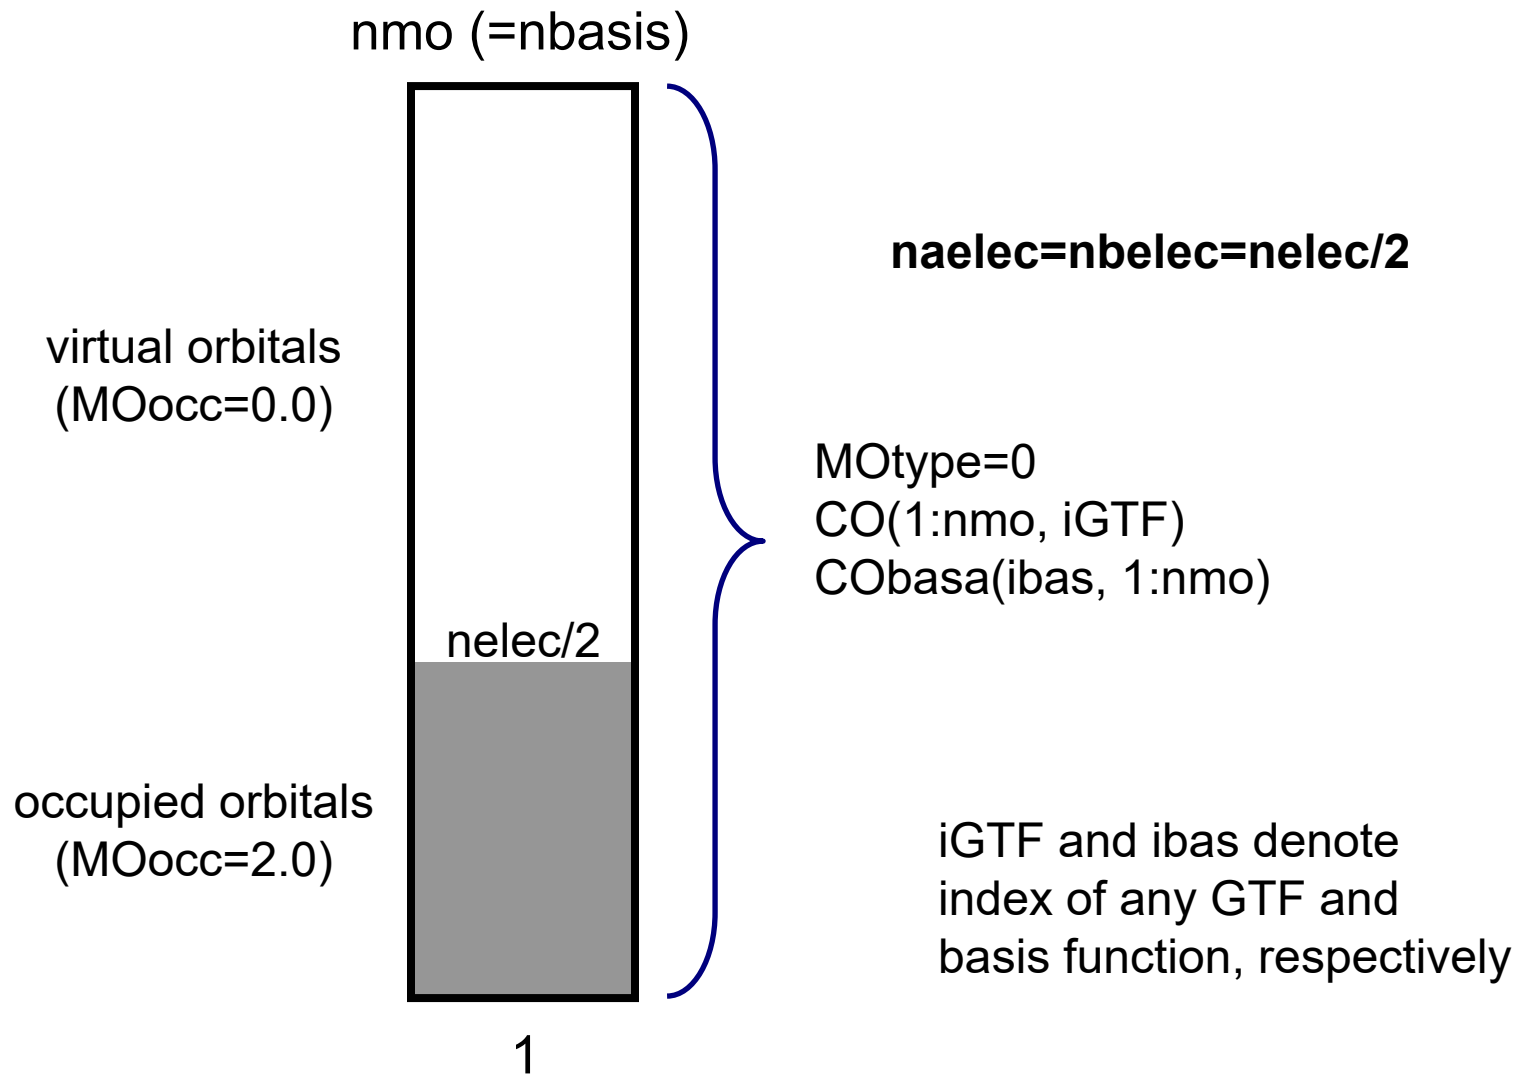 nmo (=nbasis)
naelec=nbelec=nelec/2
virtual orbitals
(MOocc=0.0)
MOtype=0
CO(1:nmo, iGTF)
CObasa(ibas, 1:nmo)
nelec/2
occupied orbitals
(MOocc=2.0)
iGTF and ibas denote
index of any GTF and
basis function, respectively
1